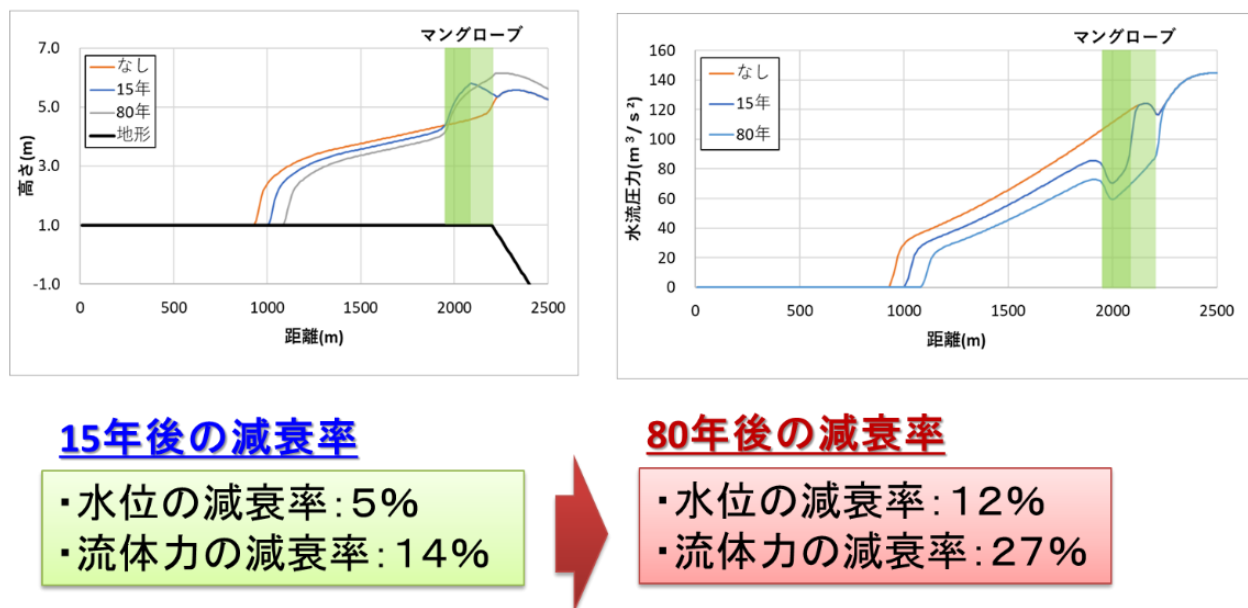 マングローブ
7.0
5.0
3.0
1.0
-1.0
高さ(m)
なし
15年
80年
地形
0
500
1000
1500
2000
2500
距離(m)
マングローブ
160
140
120
100
80
60
40
20
0
水流圧力(m³/s²)
なし
15年
80年
0
500
1000
1500
2000
2500
距離(m)
15年後の減衰率
・水位の減衰率:5%
・流体力の減衰率:14%
80年後の減衰率
・水位の減衰率:12%
・流体力の減衰率:27%